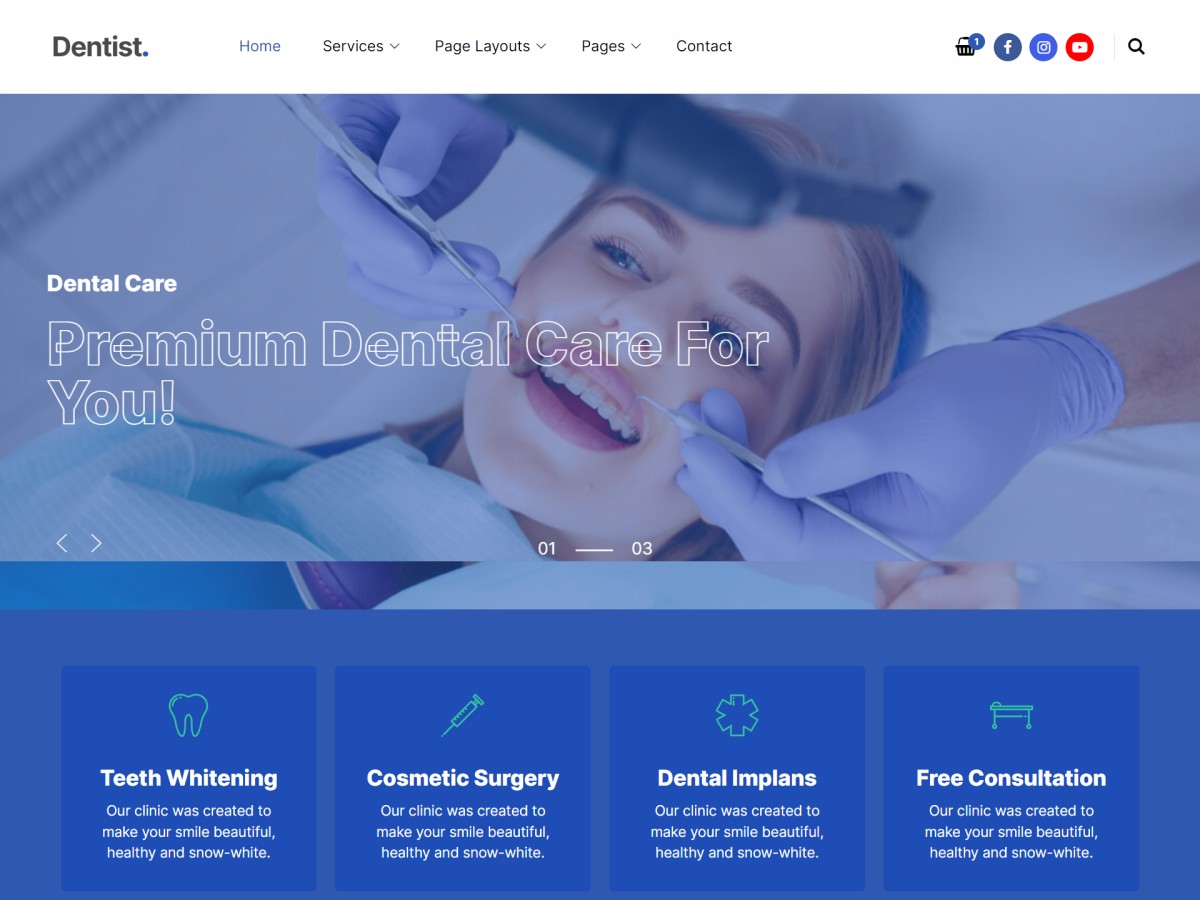 Dentist.
Home
Services
Page Layouts
Pages
Contact
1
Dental Care
Premium Dental Care For
You!
01
03
Teeth Whitening
Our clinic was created to
make your smile beautiful,
healthy and snow-white.
Cosmetic Surgery
Our clinic was created to
make your smile beautiful,
healthy and snow-white.
Dental Implans
Our clinic was created to
make your smile beautiful,
healthy and snow-white.
Free Consultation
Our clinic was created to
make your smile beautiful,
healthy and snow-white.